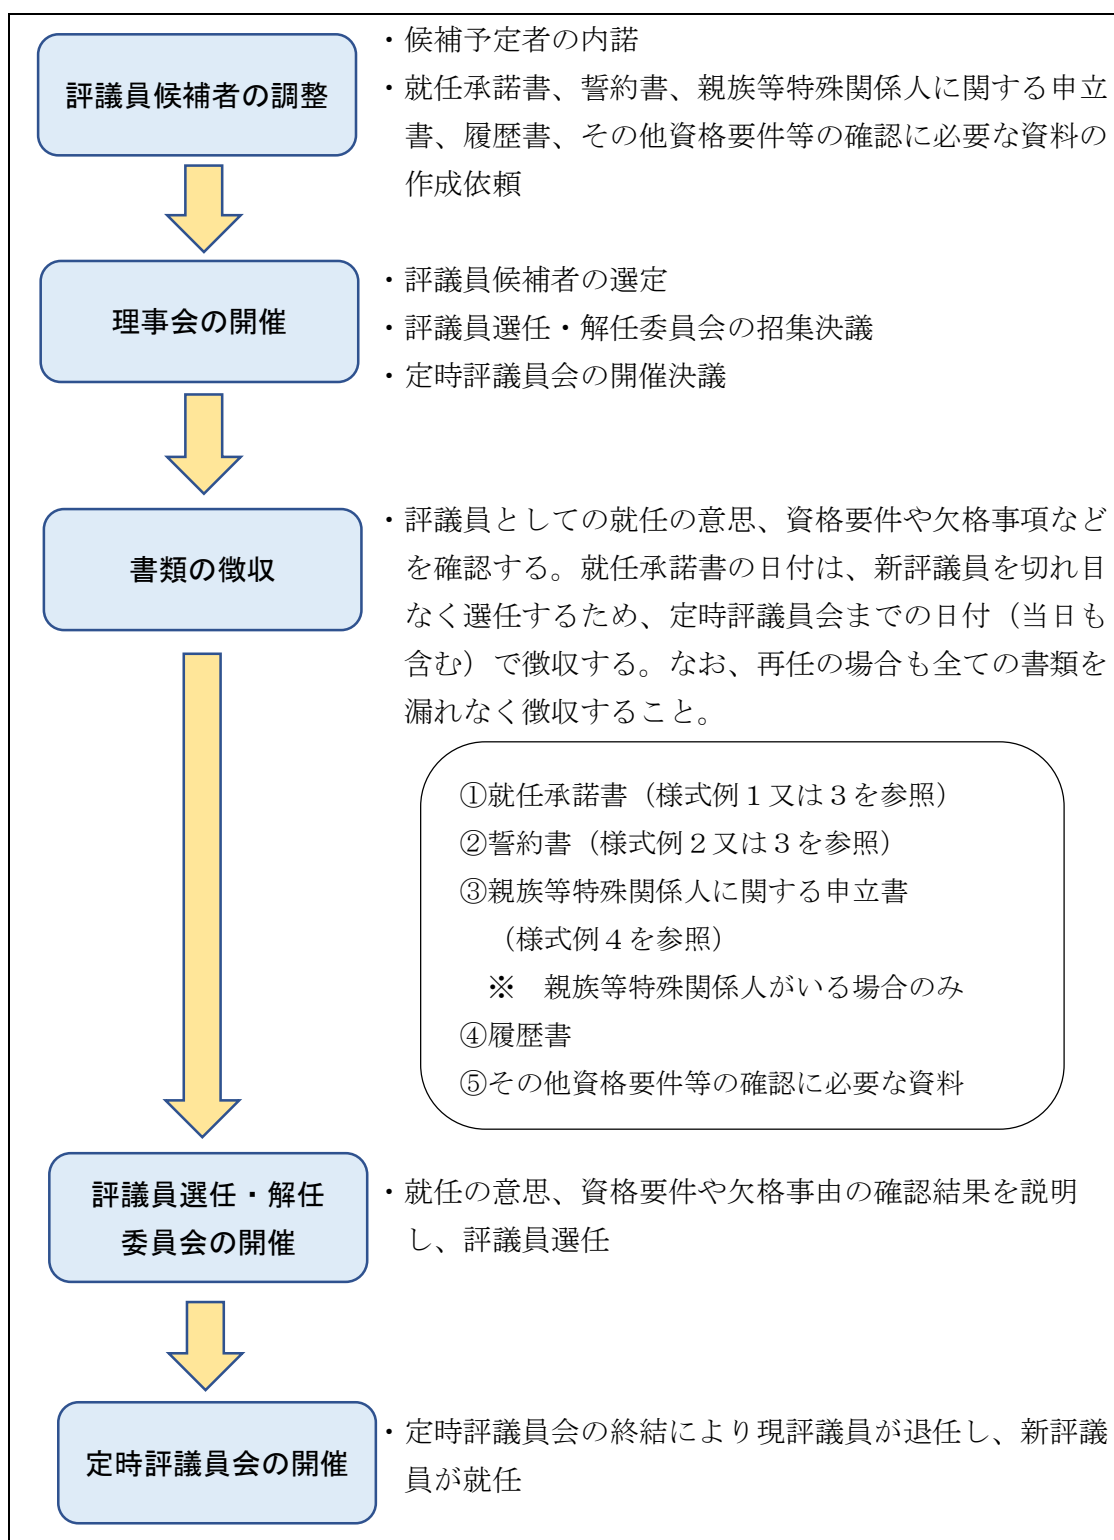 評議員候補者の調整
・候補予定者の内諾
・就任承諾書、誓約書、親族等特殊関係人に関する申立
書、履歴書、その他資格要件等の確認に必要な資料の
作成依頼
理事会の開催
・評議員候補者の選定
・評議員選任・解任委員会の招集決議
・定時評議員会の開催決議
書類の徴収
・評議員としての就任の意思、資格要件や欠格事項など
を確認する。就任承諾書の日付は、新評議員を切れ目
なく選任するため、定時評議員会までの日付（当日も
含む）で徴収する。なお、再任の場合も全ての書類を
漏れなく徴収すること。
①就任承諾書（様式例１又は３を参照）
②誓約書（様式例２又は３を参照）
③親族等特殊関係人に関する申立書
（様式例４を参照）
※　親族等特殊関係人がいる場合のみ
④履歴書
⑤その他資格要件等の確認に必要な資料
評議員選任・解任
委員会の開催
・就任の意思、資格要件や欠格事由の確認結果を説明
し、評議員選任
定時評議員会の開催
・定時評議員会の終結により現評議員が退任し、新評議
員が就任